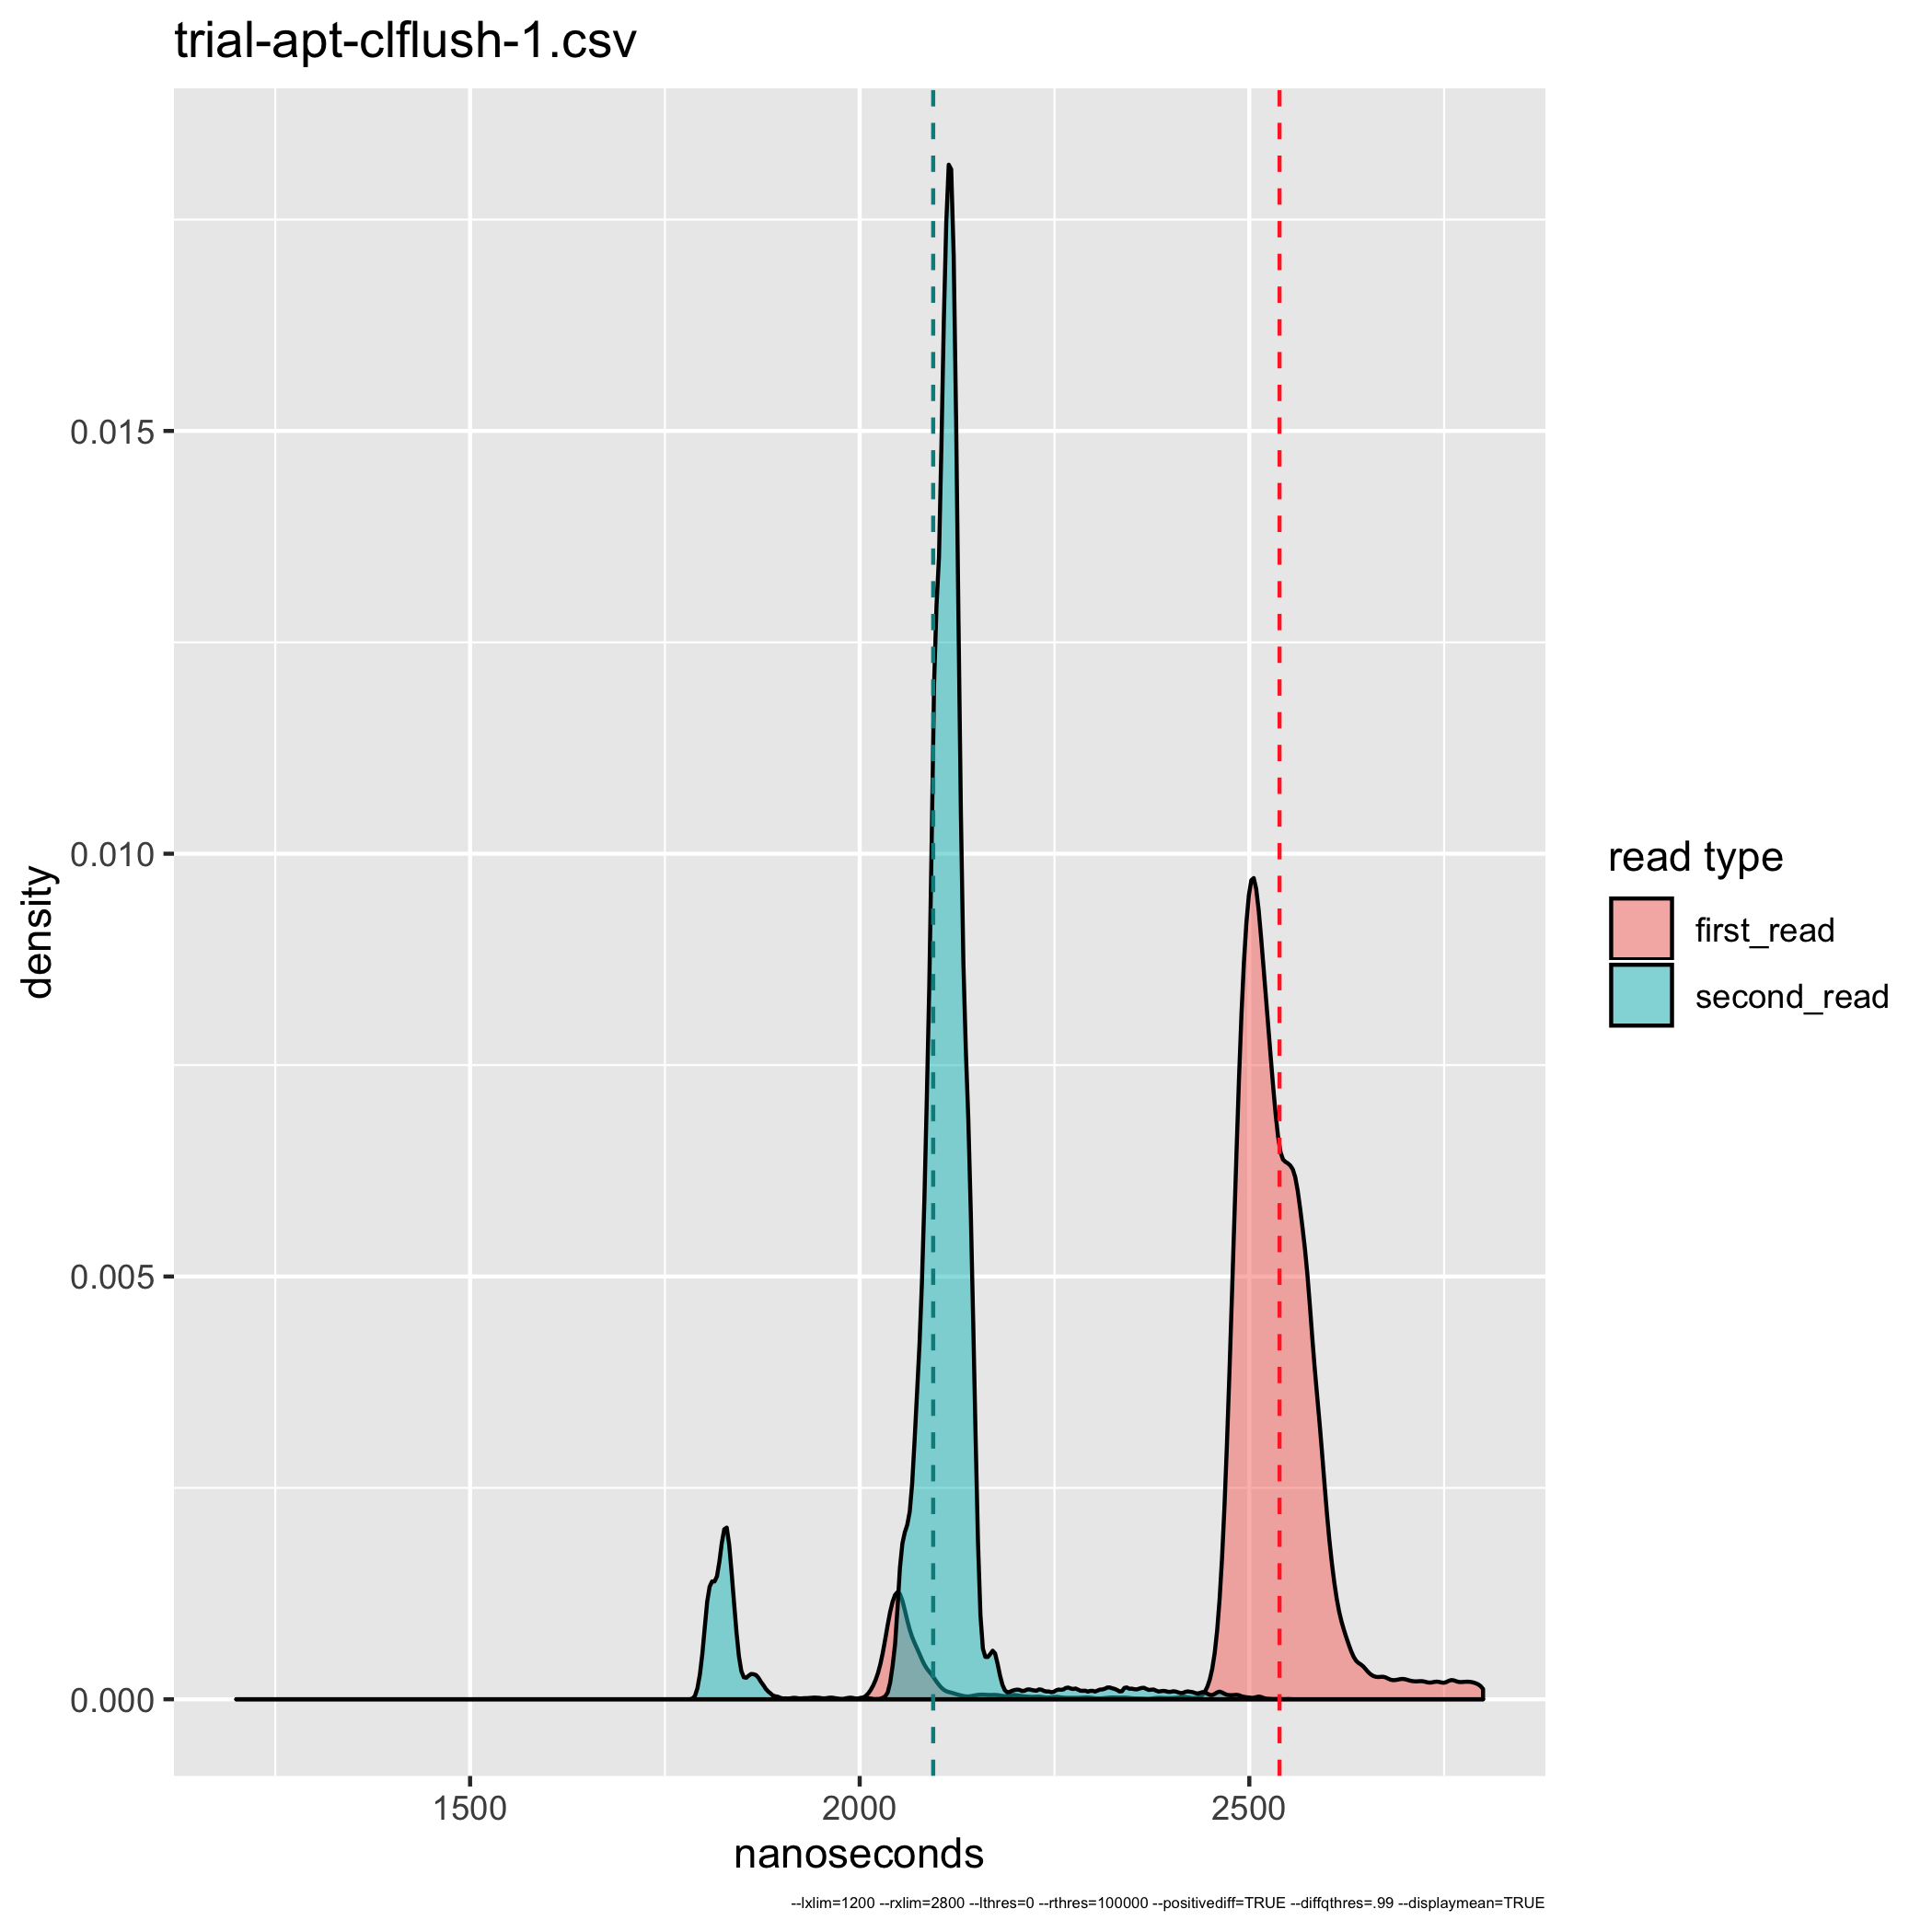 trial-apt-clflush-1.csv
0.015
0.010
0.005
0.000
density
1500 2000 2500
nanoseconds
read type
first_read
second_read
--lxlim=1200 --rxlim=2800 --lthres=0 --rthres=100000 --positivediff=TRUE --diffqthres=.99 --displaymean=TRUE